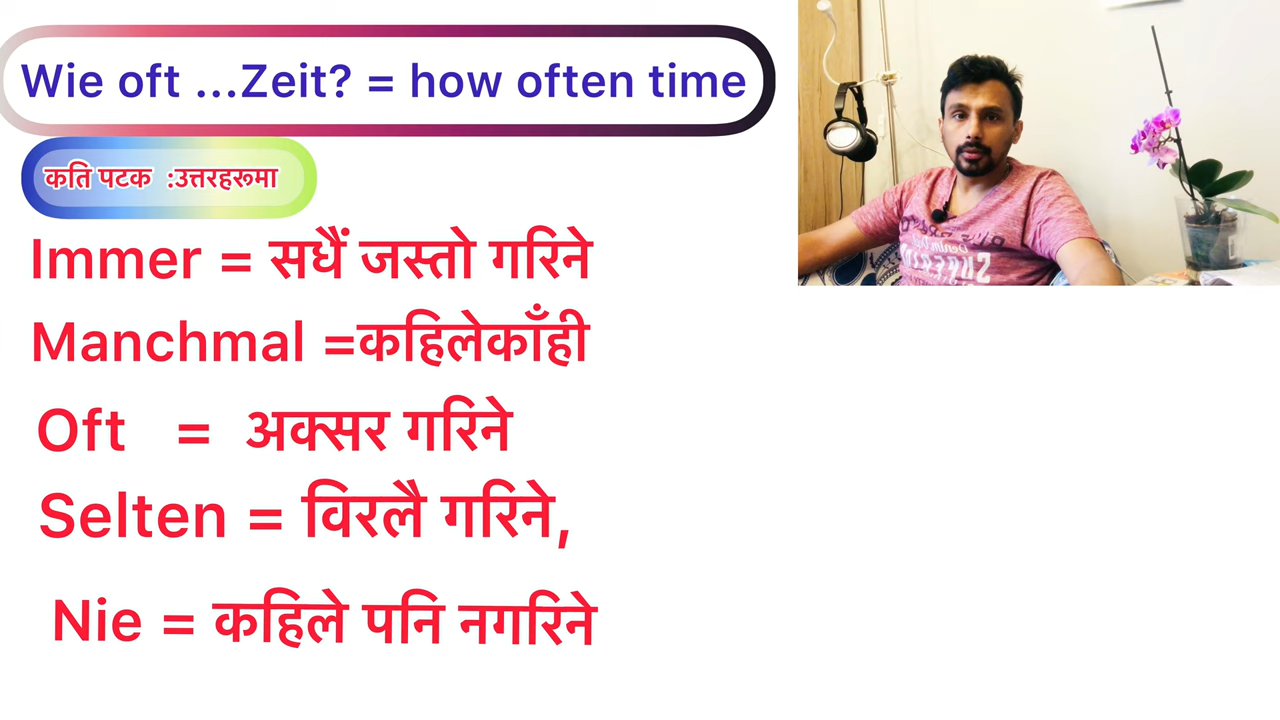 Wie oft ...Zeit? = how often time
कति पटक :उत्तरहरूमा
Immer = सधैं जस्तो गरिने
Manchmal =कहिलेकाँही
Oft = अक्सर गरिने
Selten = विरलै गरिने,
Nie = कहिले पनि नगरिने